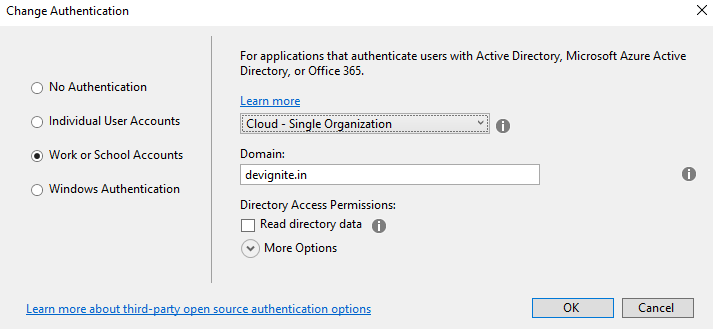 Change Authentication
For applications that authenticate users with Active Directory, Microsoft Azure Active
Directory, or Office 365.
Learn more
No Authentication
Individual User Accounts
Work or School Accounts
Windows Authentication
Cloud - Single Organization
Domain:
devignite.in
Directory Access Permissions:
Read directory data
More Options
Learn more about third-party open source authentication options
OK
Cancel